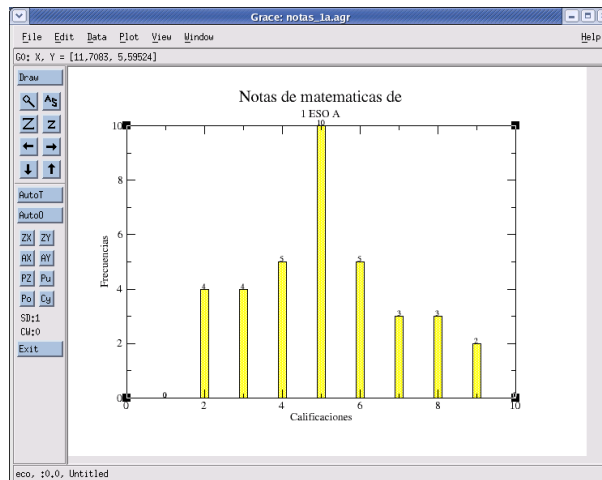 Grace: notas_1a.agr
File Edit Data Plot View Window Help
G0: X, Y = [11,7083, 5,59524]
Draw
AS
Z Z
AutoT
AutoO
ZX ZY
AX AY
PZ Pu
Po Cy
SD:1
CW:0
Exit
Notas de matematicas de
1 ESO A
10
10
8
6
4
2
0
Frecuencias
0
4
4
5
5
3
3
2
0 2 4 6 8 10
Calificaciones
eco, :0.0, Untitled